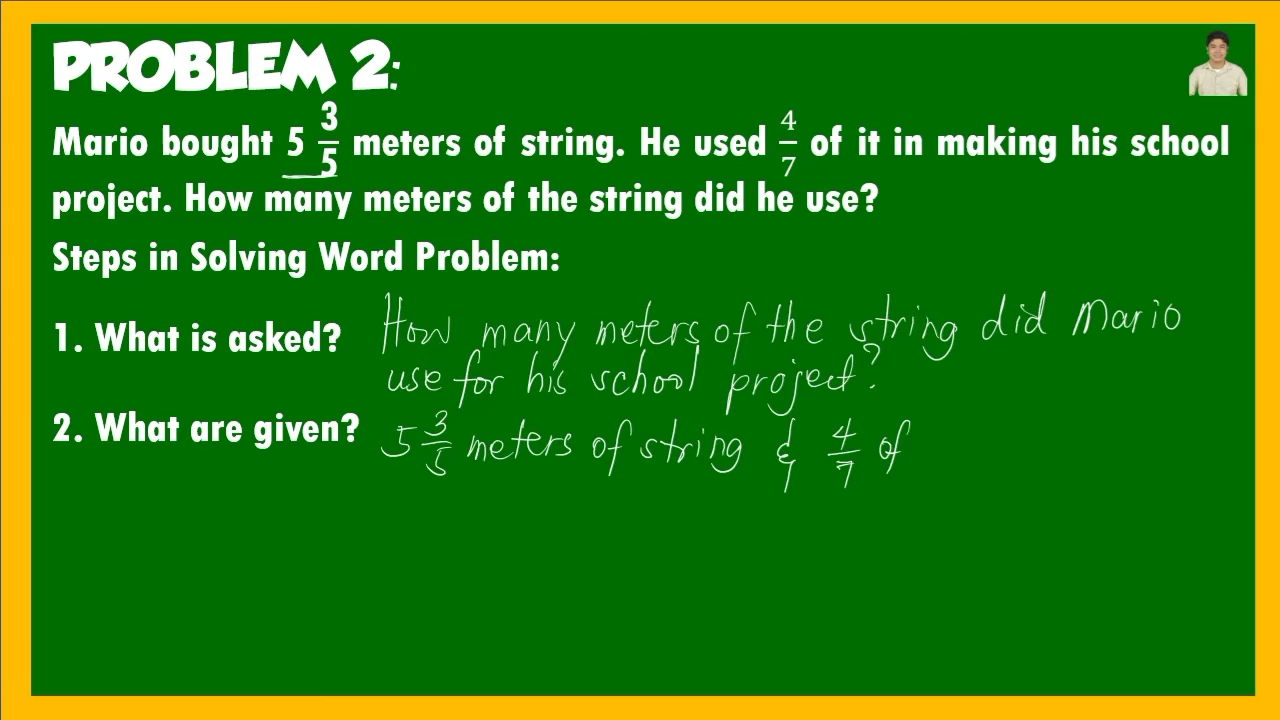 PROBLEM 2:
Mario bought 5 3/5 meters of string. He used 4/7 of it in making his school
project. How many meters of the string did he use?
Steps in Solving Word Problem:
1. What is asked? How many meters of the string did Mario
use for his school project?
2. What are given? 5 3/5 meters of string & 4/7 of